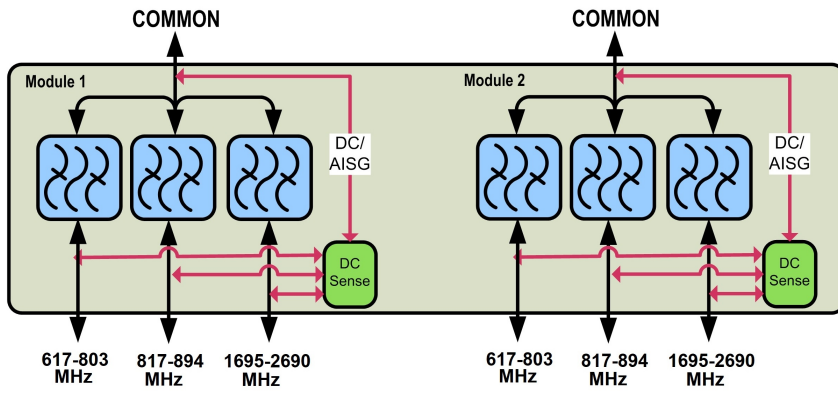 COMMON
COMMON
Module 1
Module 2
DC/
AISG
DC/
AISG
DC
Sense
DC
Sense
617-803
MHz
817-894
MHz
1695-2690
MHz
617-803
MHz
817-894
MHz
1695-2690
MHz